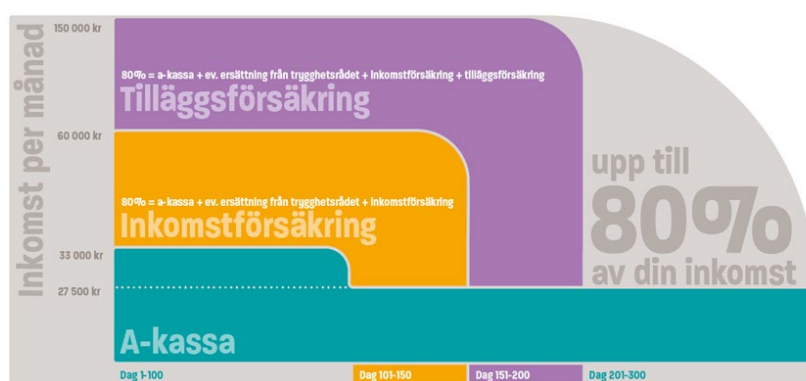 Inkomst per månad
150 000 kr
60 000 kr
33 000 kr
27 500 kr
80% = a-kassa + ev. ersättning från trygghetsrådet + inkomstförsäkring + tilläggsförsäkring
Tilläggsförsäkring
80% = a-kassa + ev. ersättning från trygghetsrådet + inkomstförsäkring
Inkomstförsäkring
A-kassa
upp till
80%
av din inkomst
Dag 1-100
Dag 101-150
Dag 151-200
Dag 201-300